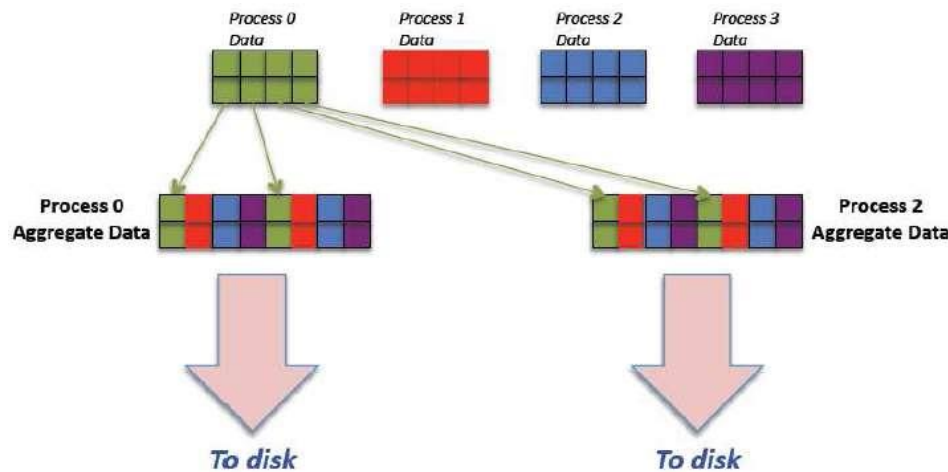 Process 0
Data
Process 1
Data
Process 2
Data
Process 3
Data
Process 0
Aggregate Data
Process 2
Aggregate Data
To disk
To disk